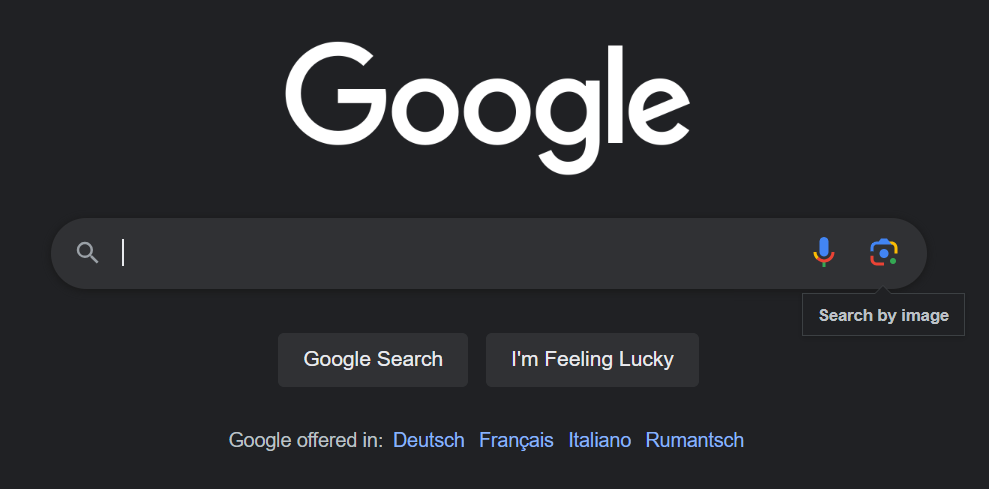 Google
Search by image
Google Search I'm Feeling Lucky
Google offered in: Deutsch Français Italiano Rumantsch